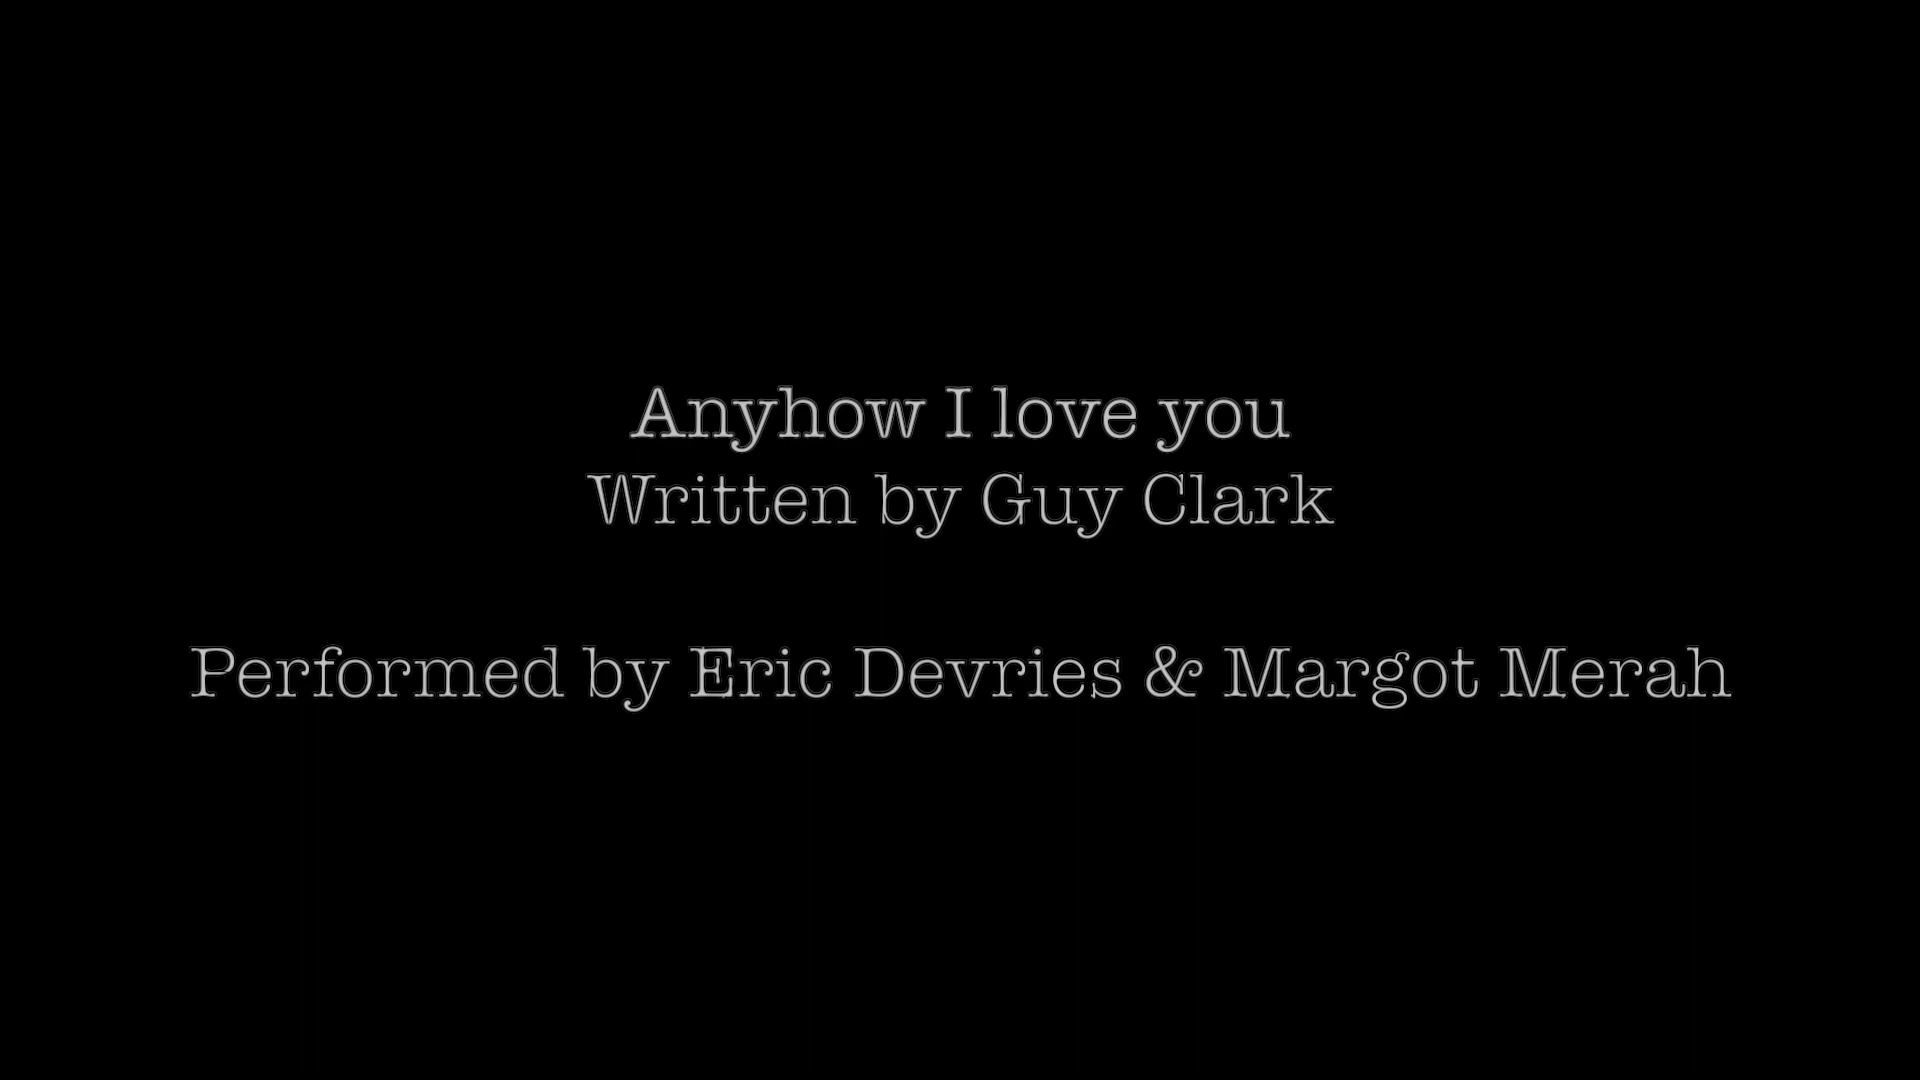 Anyhow I love you
Written by Guy Clark
Performed by Eric Devries & Margot Merah